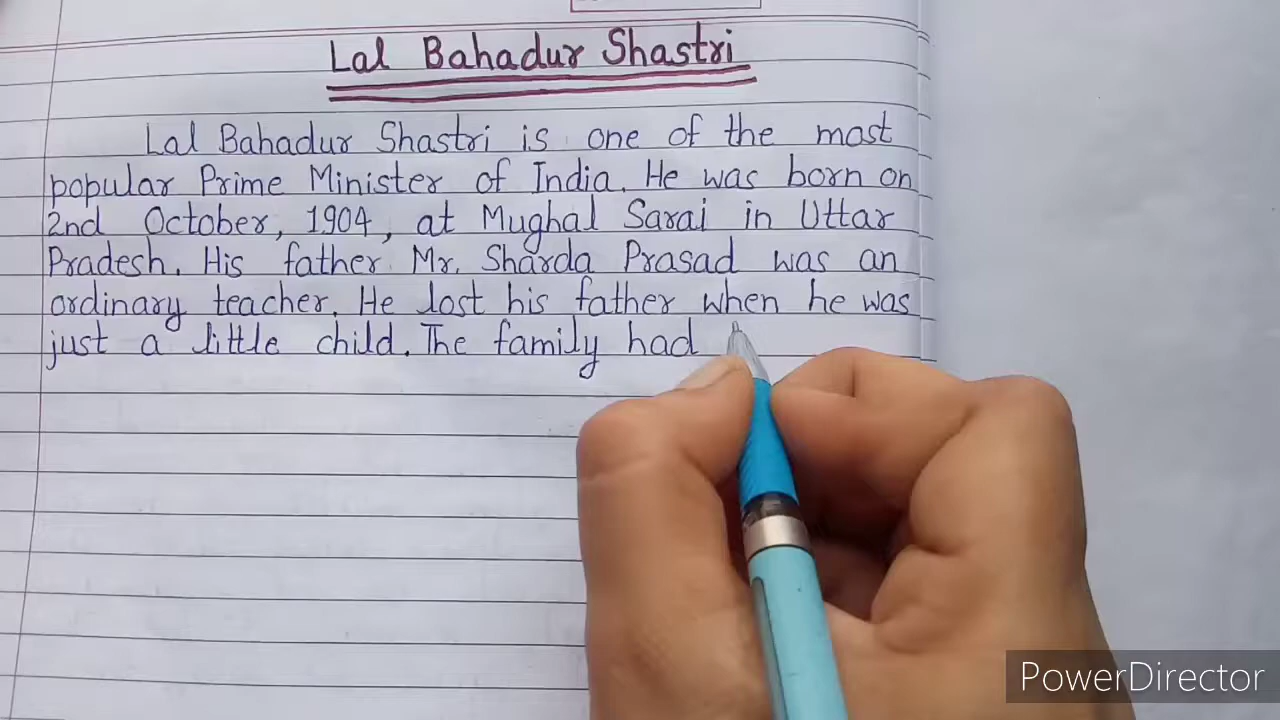 Lal Bahadur Shastri
Lal Bahadur Shastri is one of the most
popular Prime Minister of India. He was born on
2nd October, 1904, at Mughal Sarai in Uttar
Pradesh. His father Mr. Sharda Prasad was an
ordinary teacher. He lost his father when he was
just a little child. The family had
PowerDirector